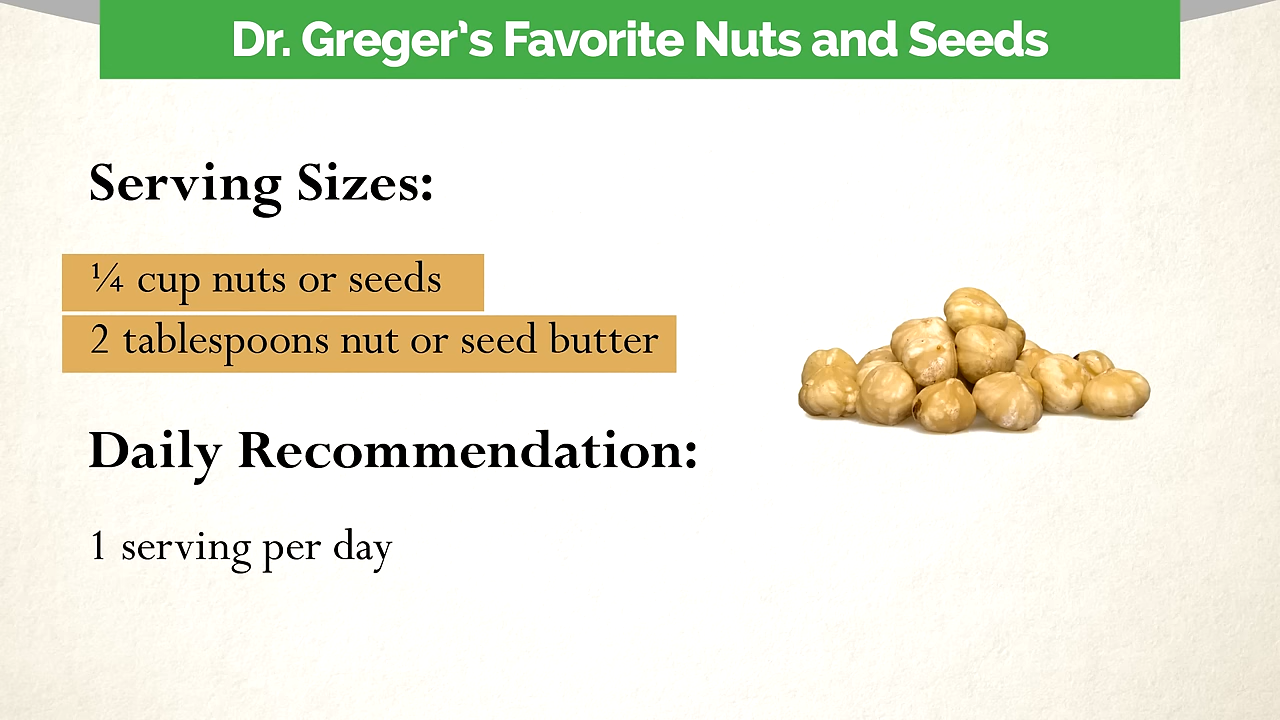 Dr. Greger’s Favorite Nuts and Seeds
Serving Sizes:
¼ cup nuts or seeds
2 tablespoons nut or seed butter
Daily Recommendation:
1 serving per day